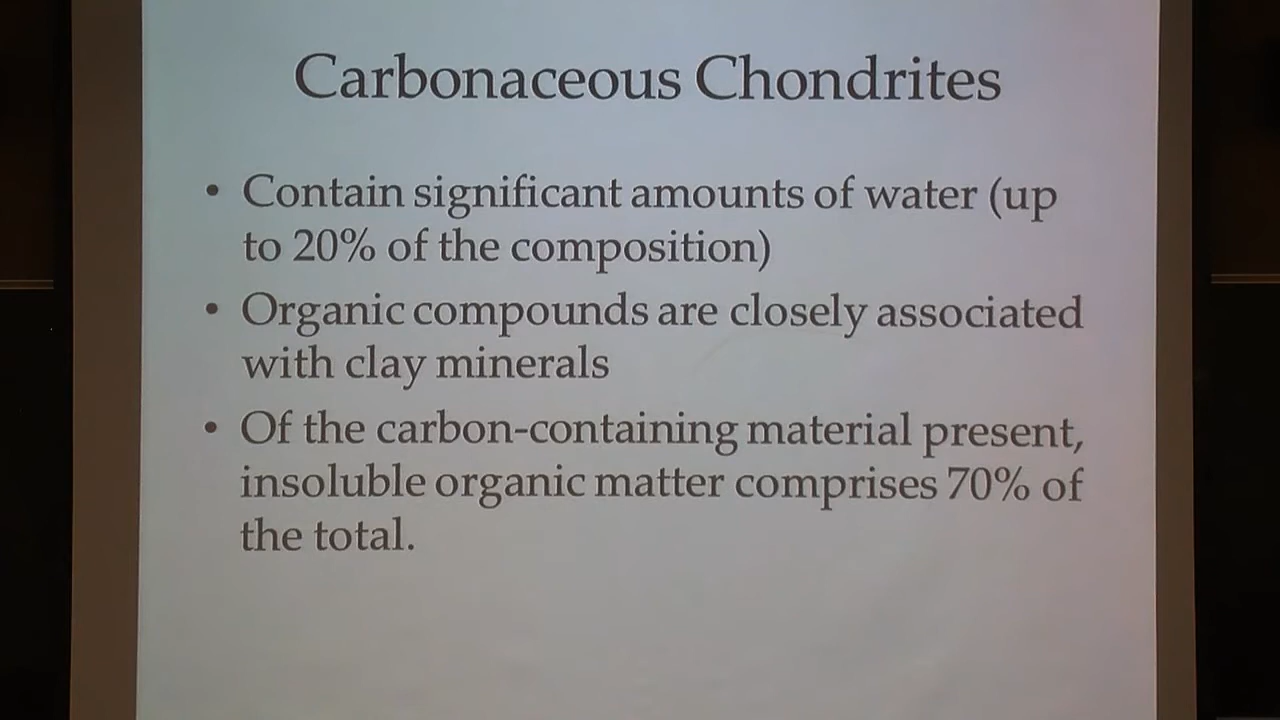 Carbonaceous Chondrites
• Contain significant amounts of water (up
to 20% of the composition)
• Organic compounds are closely associated
with clay minerals
• Of the carbon-containing material present,
insoluble organic matter comprises 70% of
the total.